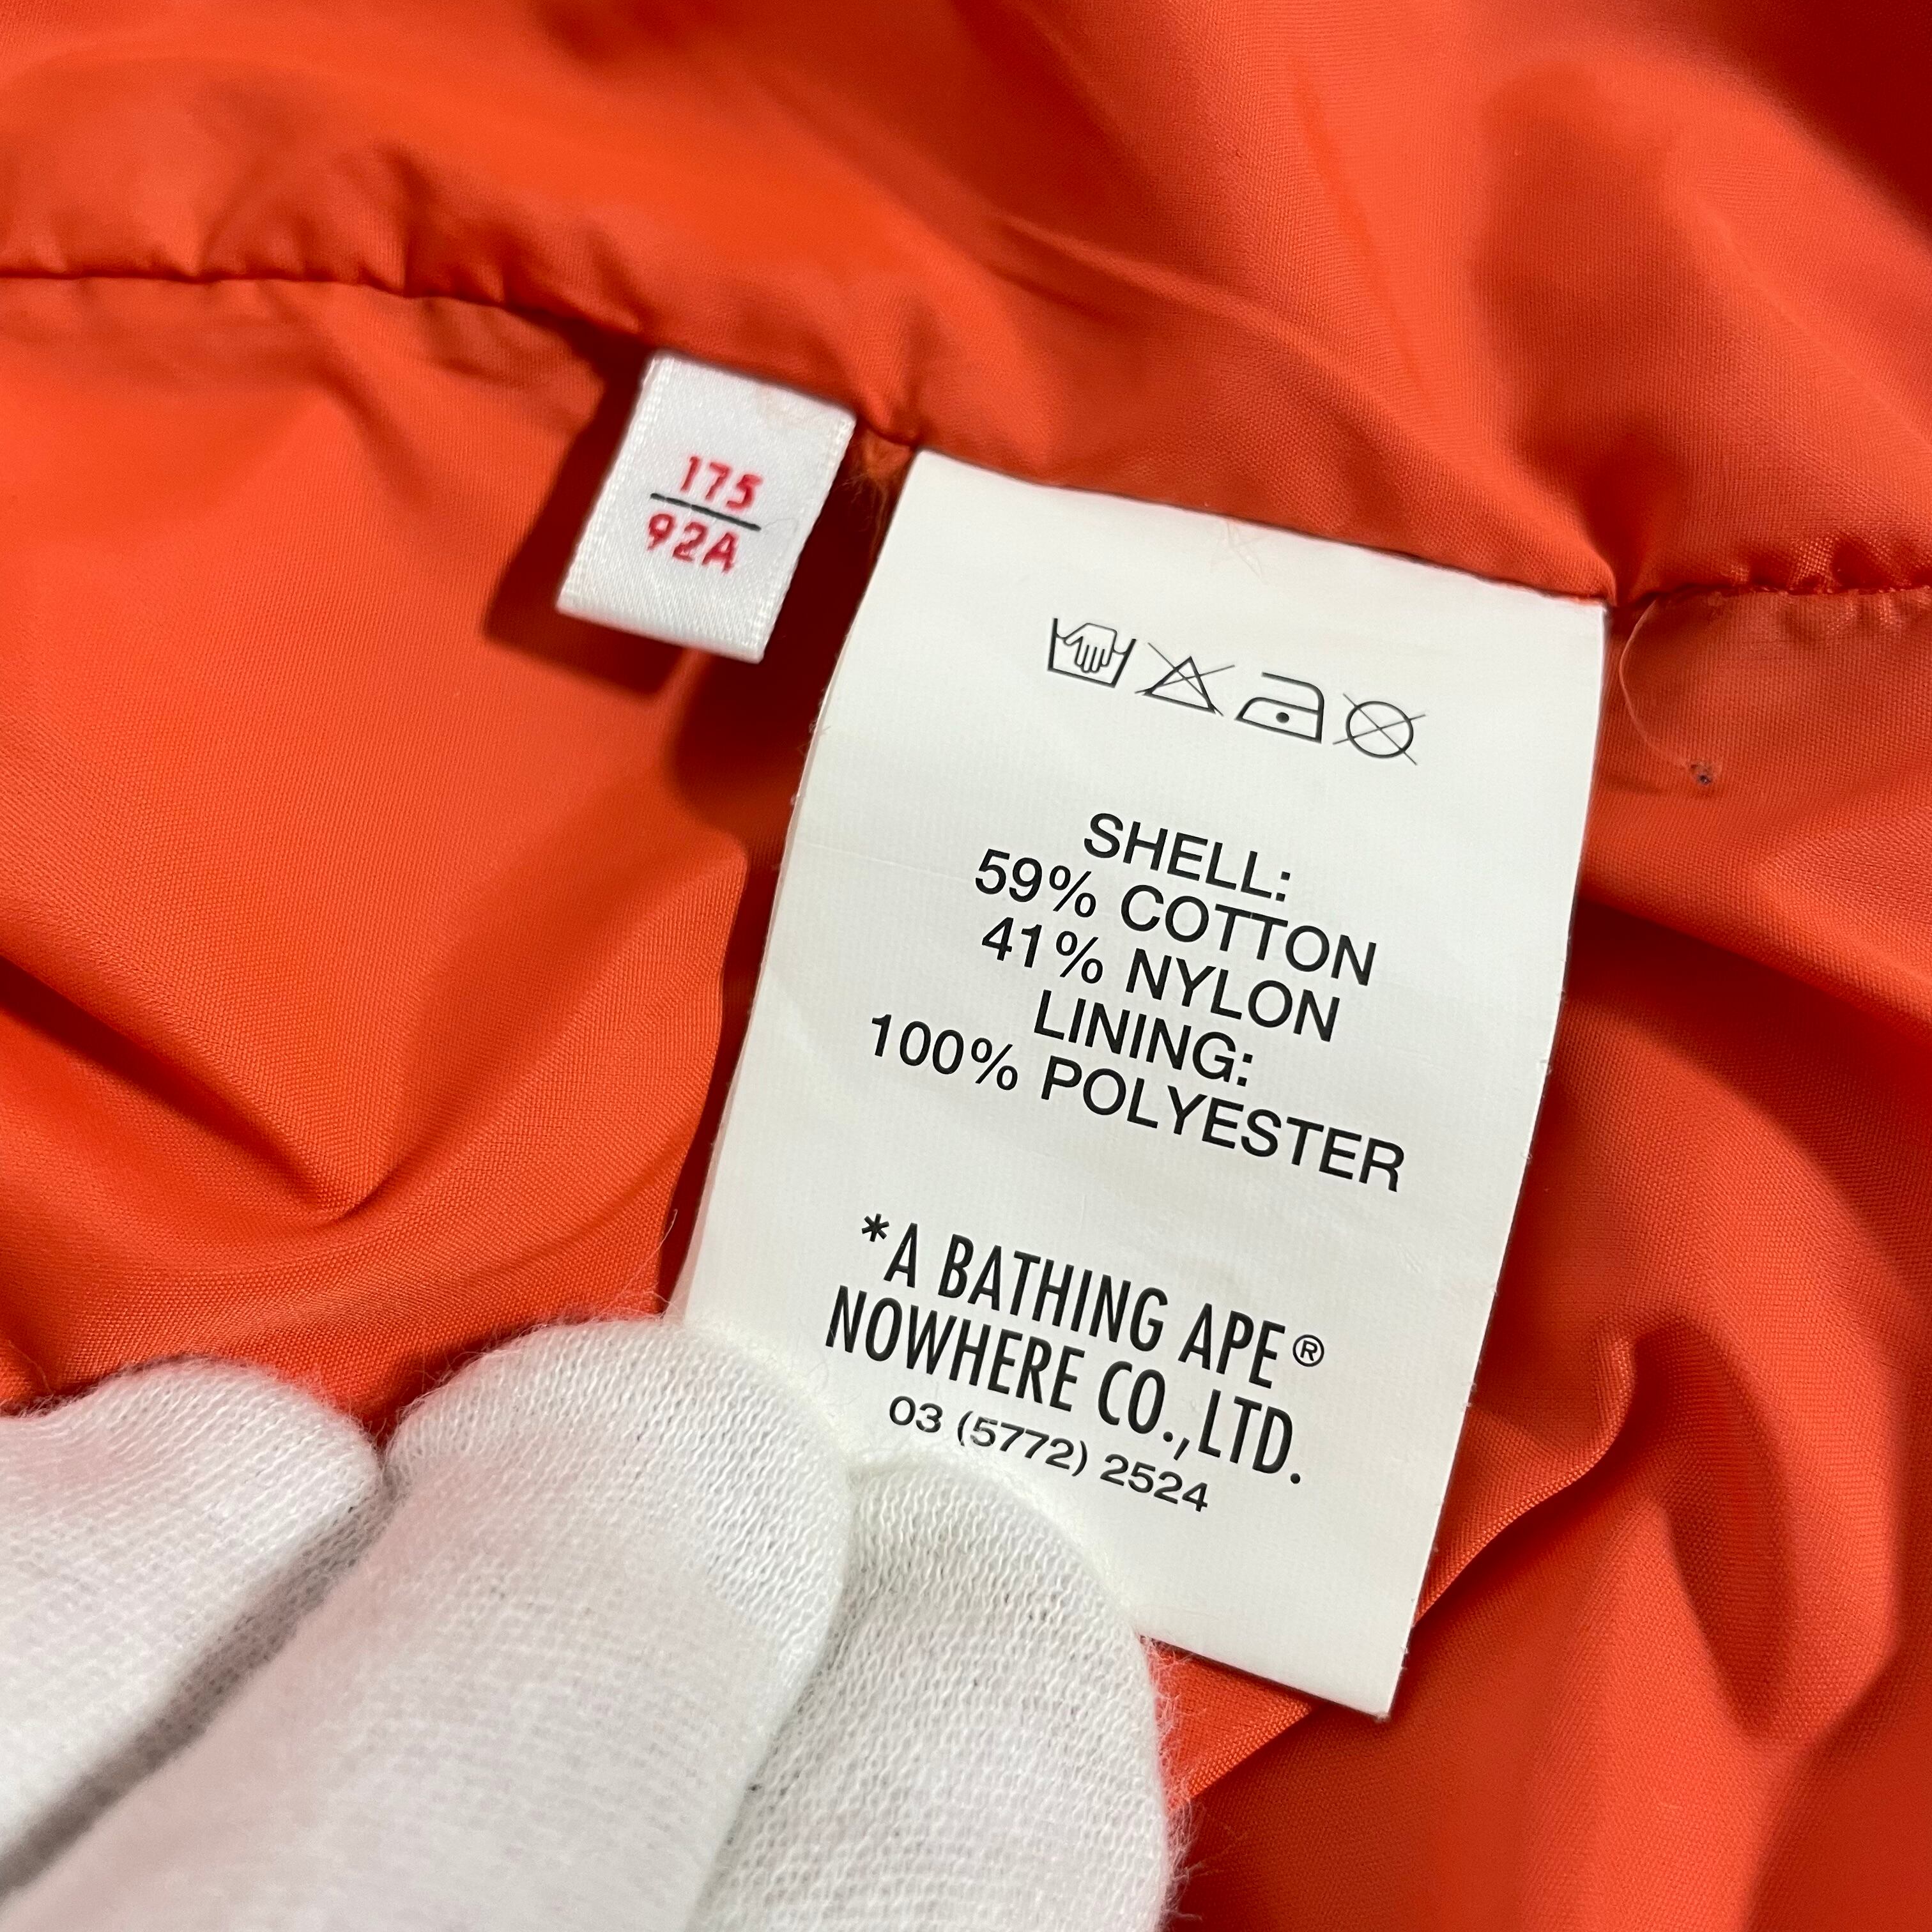 175
92A
SHELL:
59% COTTON
41% NYLON
LINING:
100% POLYESTER
*A BATHING APE®
NOWHERE CO.,LTD.
03 (5772) 2524